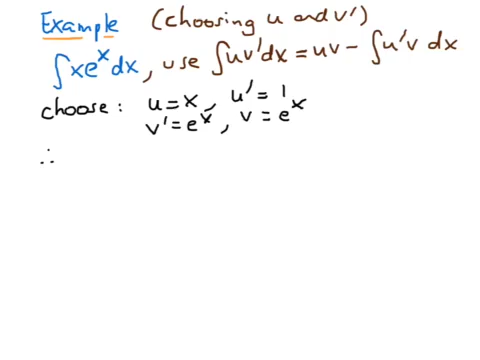 Example (choosing u and v')
∫xe^x dx, use ∫uv'dx = uv - ∫u'v dx
choose: u = x, u' = 1
v' = e^x, v = e^x
∴